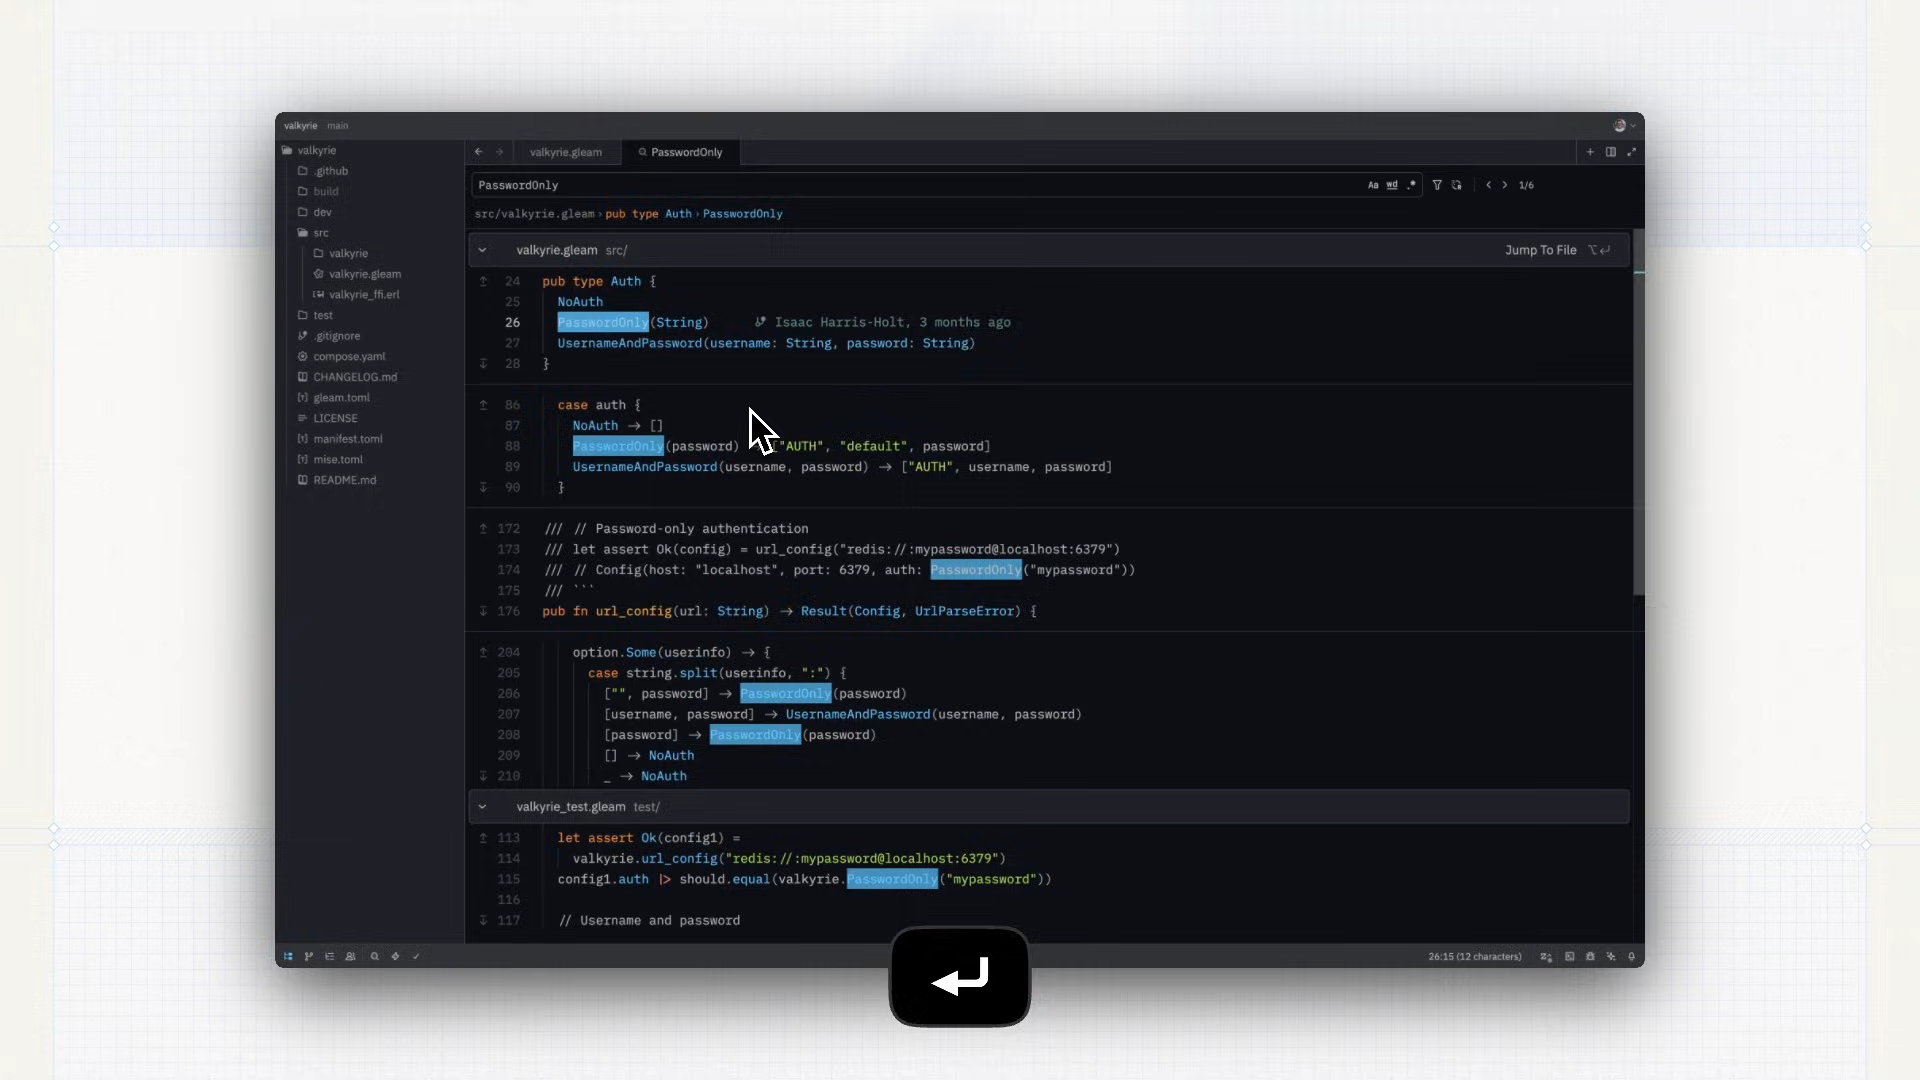 valkyrie main
valkyrie
.github
build
dev
src
valkyrie
valkyrie.gleam
valkyrie_ffi.erl
test
.gitignore
compose.yaml
CHANGELOG.md
gleam.toml
LICENSE
manifest.toml
mise.toml
README.md
valkyrie.gleam PasswordOnly
PasswordOnly Aa wd .* 1/6
src/valkyrie.gleam › pub type Auth › PasswordOnly
valkyrie.gleam src/ Jump To File
24 pub type Auth {
25 NoAuth
26 PasswordOnly(String) Isaac Harris-Holt, 3 months ago
27 UsernameAndPassword(username: String, password: String)
28 }
86 case auth {
87 NoAuth → []
88 PasswordOnly(password) ["AUTH", "default", password]
89 UsernameAndPassword(username, password) → ["AUTH", username, password]
90 }
172 /// // Password-only authentication
173 /// let assert Ok(config) = url_config("redis://:mypassword@localhost:6379")
174 /// // Config(host: "localhost", port: 6379, auth: PasswordOnly("mypassword"))
175 /// ```
176 pub fn url_config(url: String) → Result(Config, UrlParseError) {
204 option.Some(userinfo) → {
205 case string.split(userinfo, ":") {
206 ["", password] → PasswordOnly(password)
207 [username, password] → UsernameAndPassword(username, password)
208 [password] → PasswordOnly(password)
209 [] → NoAuth
210 _ → NoAuth
valkyrie_test.gleam test/
113 let assert Ok(config1) =
114 valkyrie.url_config("redis://:mypassword@localhost:6379")
115 config1.auth |> should.equal(valkyrie.PasswordOnly("mypassword"))
116
117 // Username and password
26:15 (12 characters)